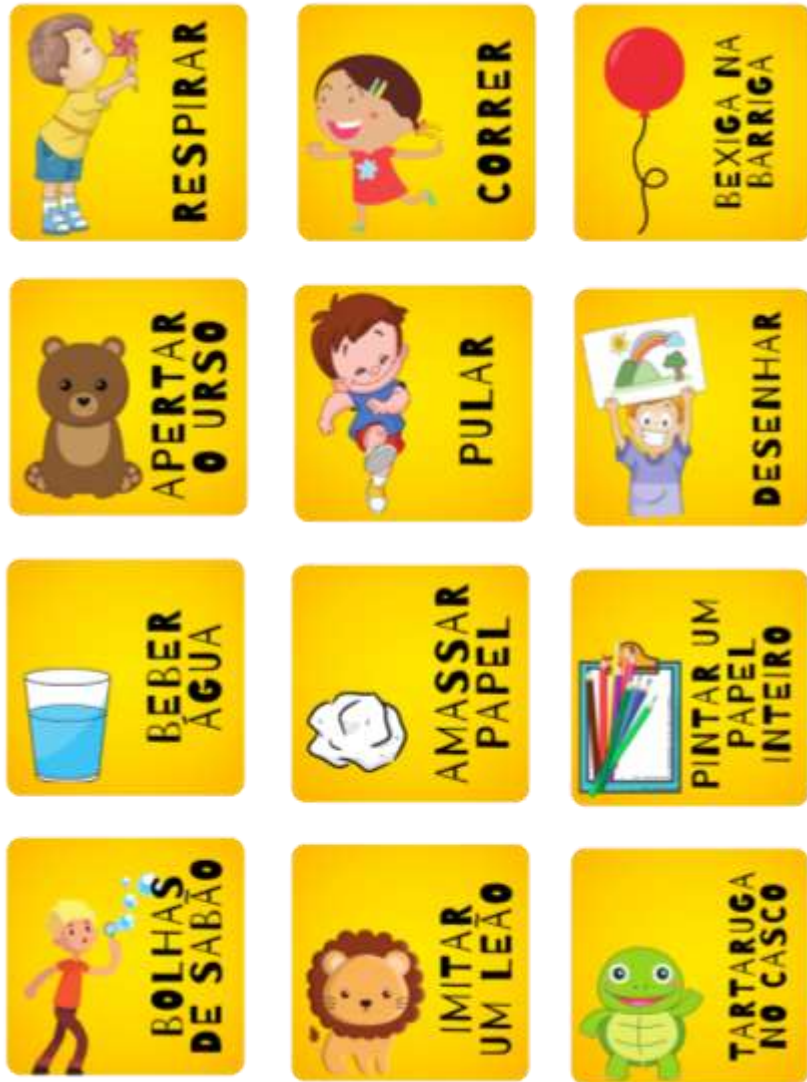 RESPIRAR
CORRER
BEXIGA NA
BARRIGA
APERTAR
O URSO
PULAR
DESENHAR
BEBER
ÁGUA
AMASSAR
PAPEL
PINTAR UM
PAPEL
INTEIRO
BOLHAS
DE SABÃO
IMITAR
UM LEÃO
TARTARUGA
NO CASCO